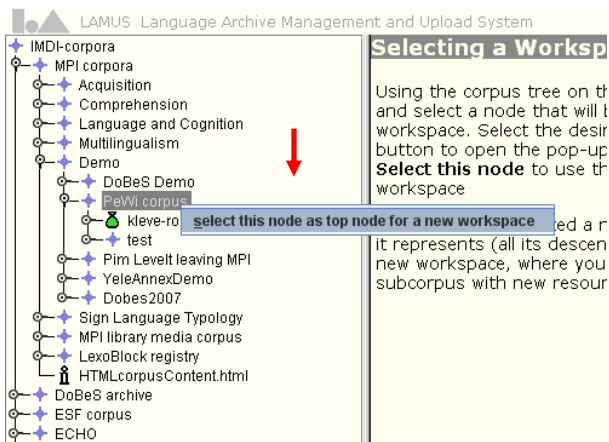 LAMUS Language Archive Management and Upload System
IMDI-corpora
MPI corpora
Acquisition
Comprehension
Language and Cognition
Multilingualism
Demo
DoBeS Demo
PeWi corpus
kleve-ro
test
Pim Levelt leaving MPI
YeleAnnexDemo
Dobes2007
Sign Language Typology
MPI library media corpus
LexoBlock registry
HTMLcorpusContent.html
DoBeS archive
ESF corpus
ECHO
select this node as top node for a new workspace
Selecting a Worksp
Using the corpus tree on th
and select a node that will b
workspace. Select the desir
button to open the pop-up
Select this node to use th
workspace
ed a n
it represents (all its descen
new workspace, where you
subcorpus with new resour